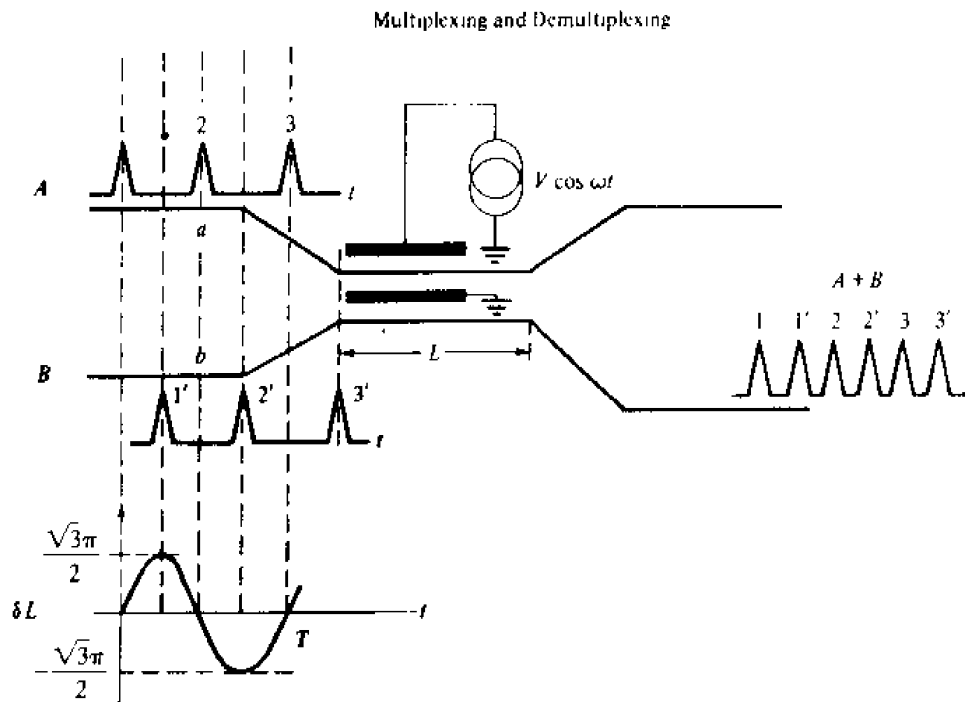 Multiplexing and Demultiplexing
2 3
A t
V cos ωt
a
A + B
b
L
1 1' 2 2' 3 3'
B
1' 2' 3'
t
√3π/2
δL t
T
-√3π/2